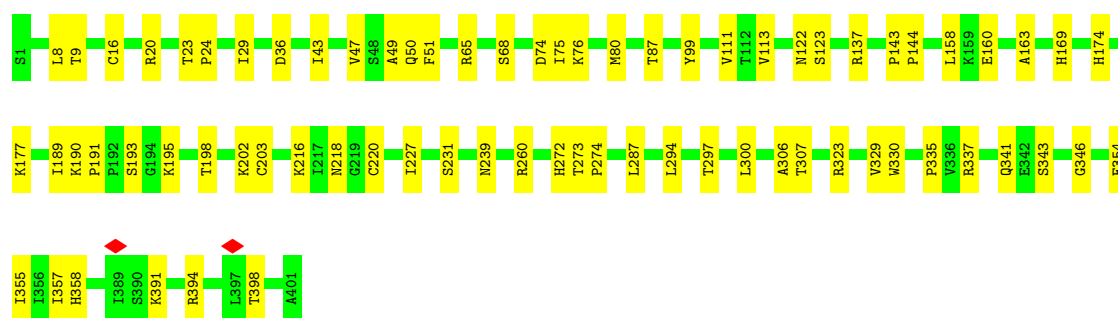 S1 L8 T9 C16 R20 T23 P24 I29 D36 I43 V47 S48 A49 Q50 F51 R65 S68 D74 I75 K76 M80 T87 Y99 V111 T112 V113 N122 S123 R137 P143 P144 L158 K159 E160 A163 H169 H174
K177 I189 K190 P191 P192 S193 G194 K195 T198 K202 C203 K216 I217 N218 G219 C220 I227 S231 N239 R260 H272 T273 P274 L287 L294 T297 L300 A306 T307 R323 V329 W330 P335 V336 R337 Q341 E342 S343 G346
I355 I356 I357 H358 I389 S390 K391 R394 L397 T398 A401